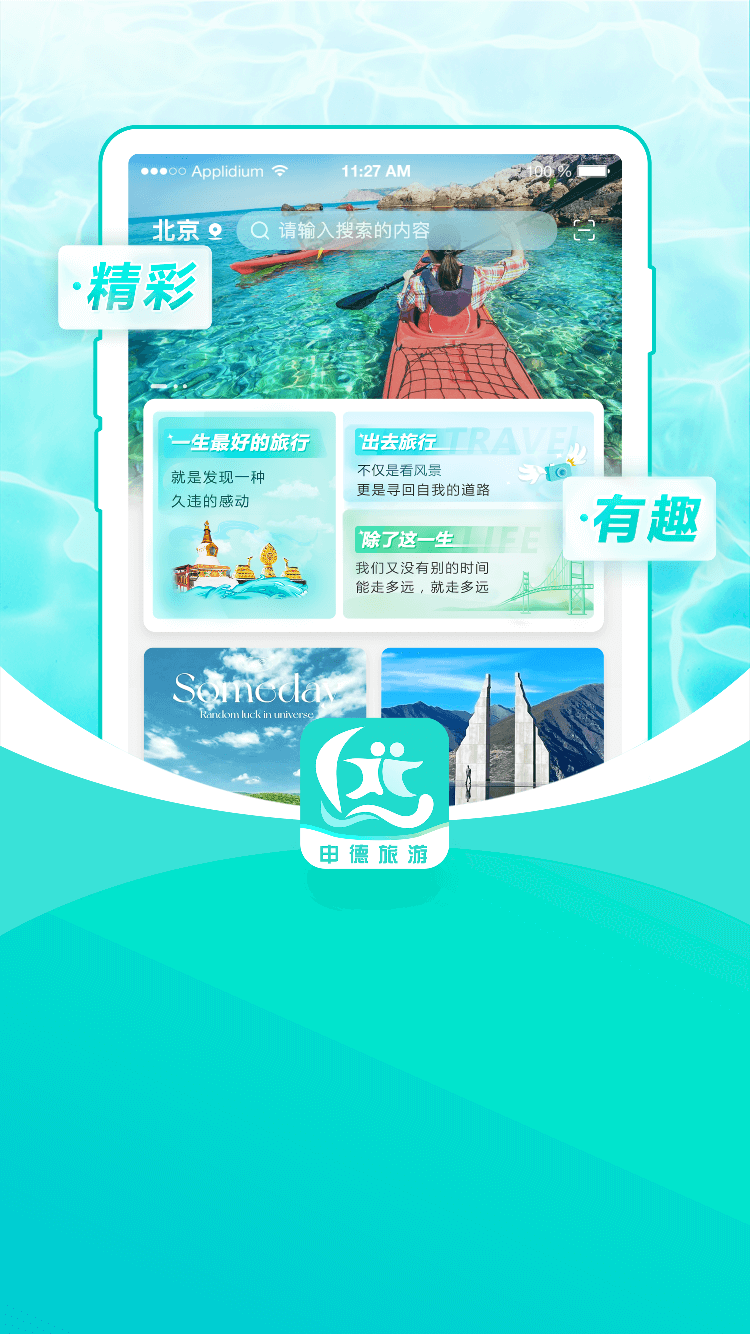 Applidium
11:27 AM
100 %
北京
请输入搜索的内容
·精彩
一生最好的旅行
就是发现一种
久违的感动
TRAVEL
出去旅行
不仅是看风景
更是寻回自我的道路
·有趣
LIFE
除了这一生
我们又没有别的时间
能走多远，就走多远
Someday
Random luck in universe
申德旅游